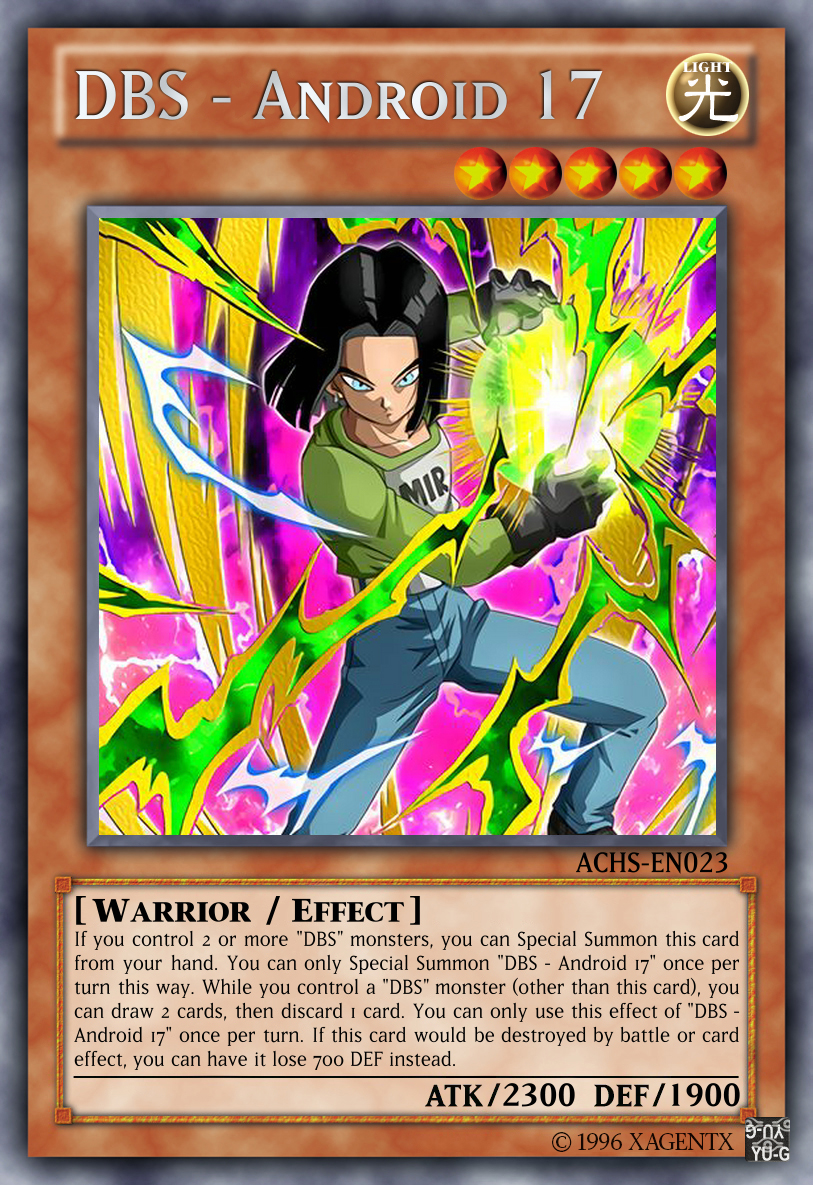 DBS - Android 17
LIGHT
光
MIR
ACHS-EN023
[ Warrior / Effect ]
If you control 2 or more "DBS" monsters, you can Special Summon this card
from your hand. You can only Special Summon "DBS - Android 17" once per
turn this way. While you control a "DBS" monster (other than this card), you
can draw 2 cards, then discard 1 card. You can only use this effect of "DBS -
Android 17" once per turn. If this card would be destroyed by battle or card
effect, you can have it lose 700 DEF instead.
ATK/2300 DEF/1900
© 1996 XAGENTX
YU-G